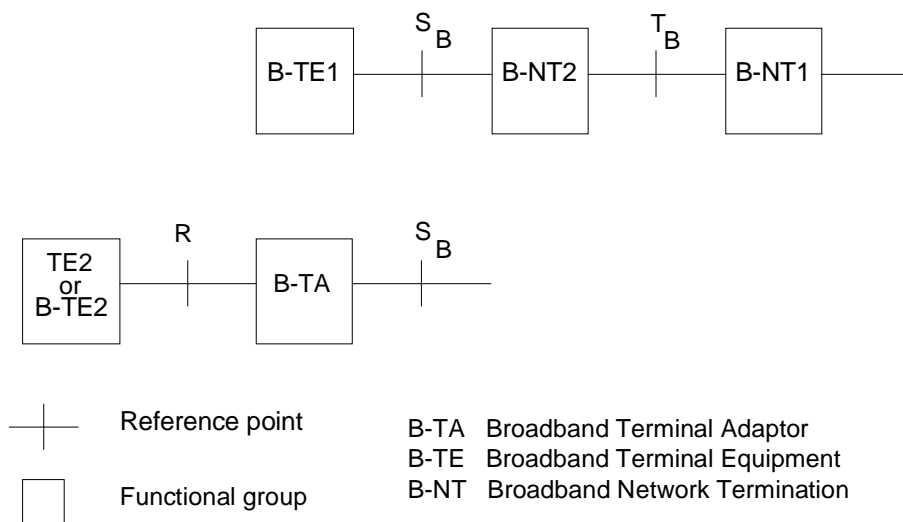 S B
T B
B-TE1
B-NT2
B-NT1
R
S B
TE2
or
B-TE2
B-TA
Reference point
Functional group
B-TA Broadband Terminal Adaptor
B-TE Broadband Terminal Equipment
B-NT Broadband Network Termination